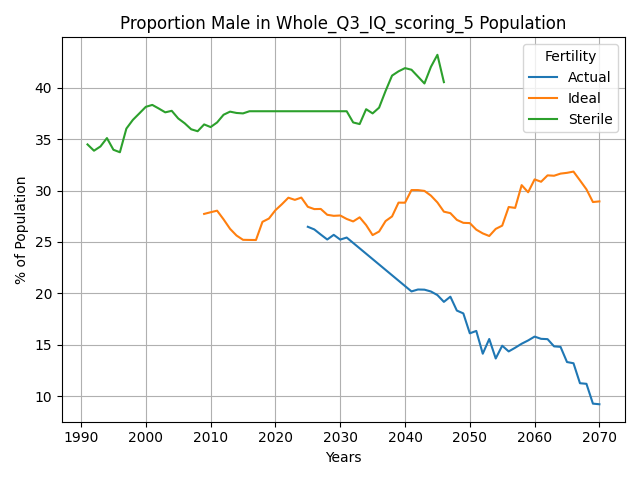 Proportion Male in Whole_Q3_IQ_scoring_5 Population
Fertility
Actual
Ideal
Sterile
% of Population
40
35
30
25
20
15
10
1990 2000 2010 2020 2030 2040 2050 2060 2070
Years